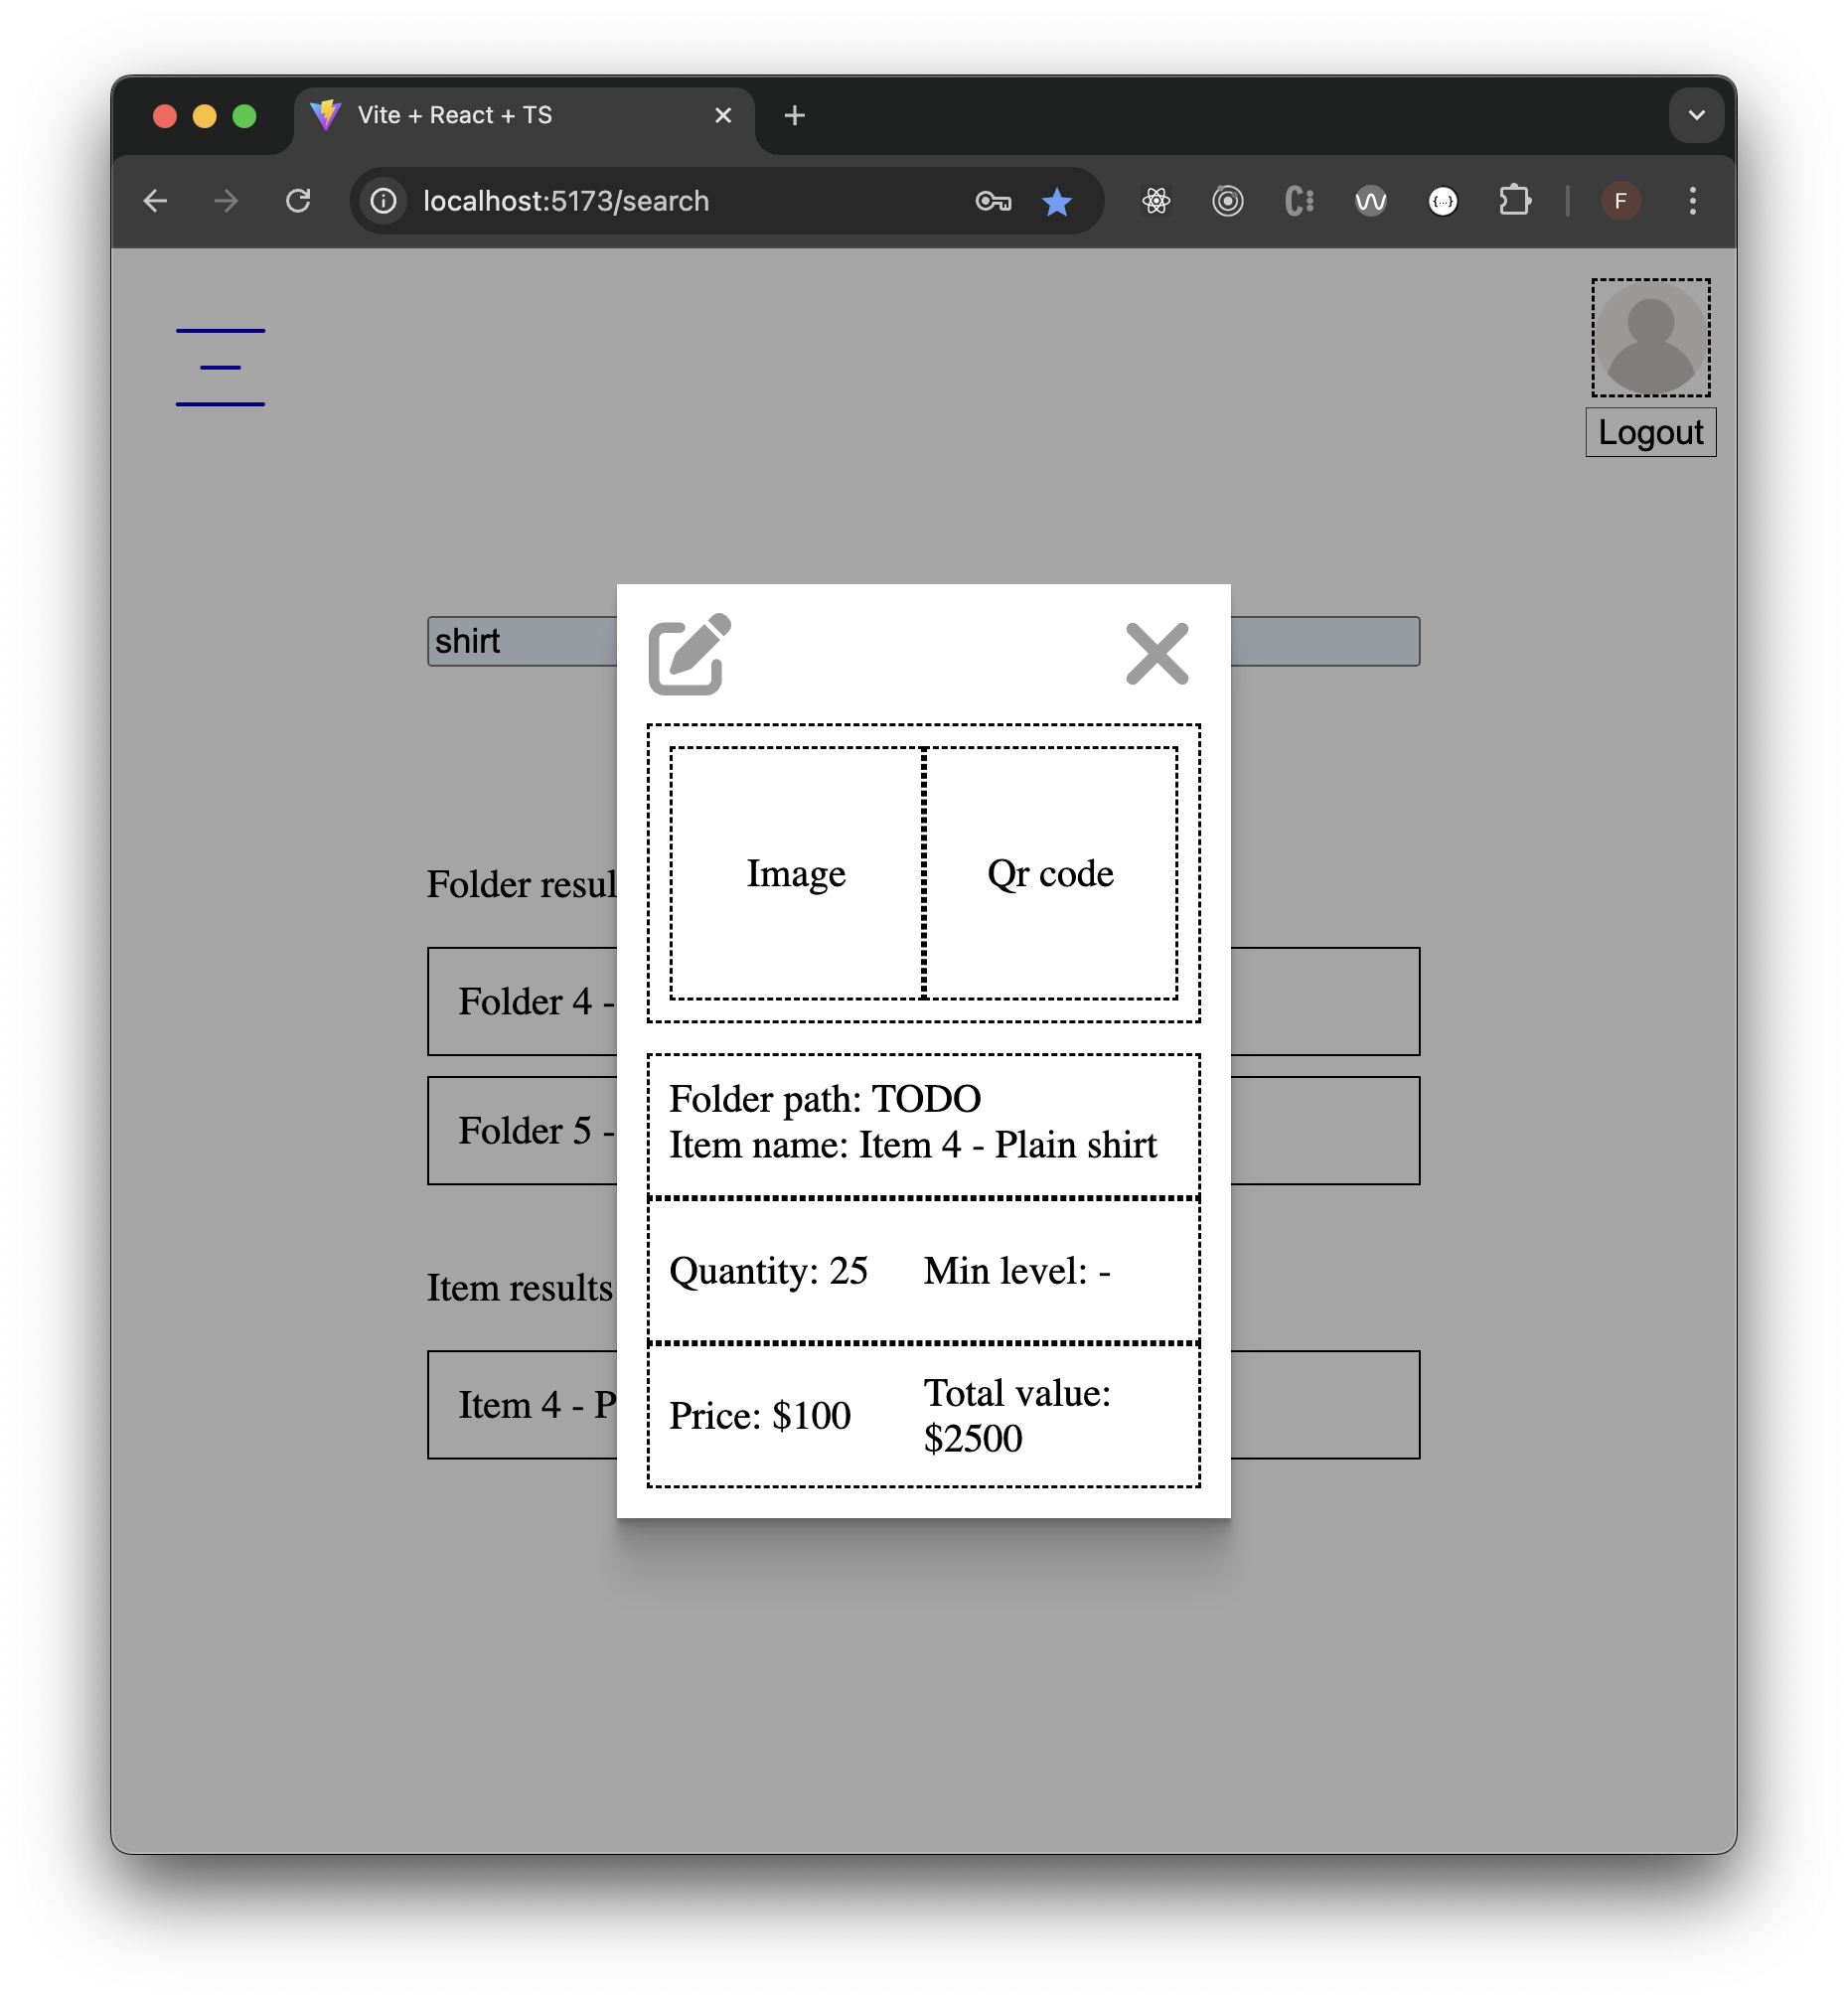 Vite + React + TS
localhost:5173/search
F
Logout
shirt
Image
Qr code
Folder resul
Folder 4 -
Folder path: TODO
Item name: Item 4 - Plain shirt
Folder 5 -
Quantity: 25
Min level: -
Item results
Price: $100
Total value:
$2500
Item 4 - P